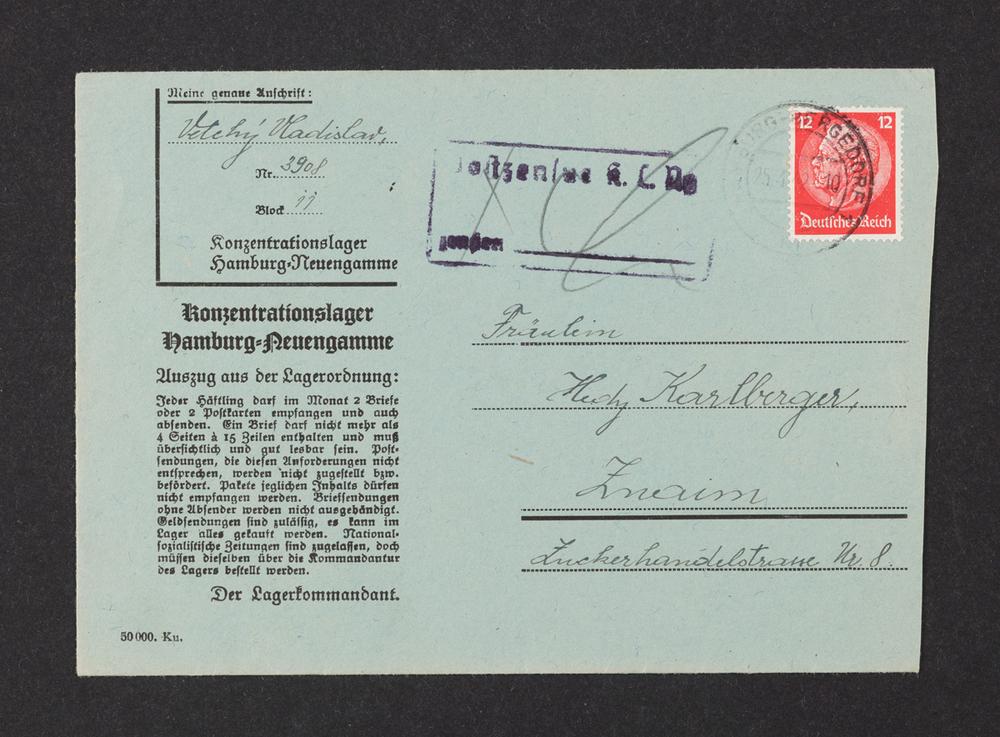 Meine genaue Anschrift:
Vetchý Vladislav,
Nr. 3908
Block 11
Konzentrationslager
Hamburg-Neuengamme
Konzentrationslager
Hamburg-Neuengamme
Auszug aus der Lagerordnung:
Jeder Häftling darf im Monat 2 Briefe
oder 2 Postkarten empfangen und auch
absenden. Ein Brief darf nicht mehr als
4 Seiten à 15 Zeilen enthalten und muß
übersichtlich und gut lesbar sein. Post-
sendungen, die diesen Anforderungen nicht
entsprechen, werden nicht zugestellt bzw.
befördert. Pakete jeglichen Inhalts dürfen
nicht empfangen werden. Briefsendungen
ohne Absender werden nicht ausgehändigt.
Geldsendungen sind zulässig, es kann im
Lager alles gekauft werden. National-
sozialistische Zeitungen sind zugelassen, doch
müssen dieselben über die Kommandantur
des Lagers bestellt werden.
Der Lagerkommandant.
50000. Ku.
K. L.
12 12
Deutsches Reich
Fräulein
Hedy Karlberger,
Znaim
Zuckerhandelstrasse Nr. 8.